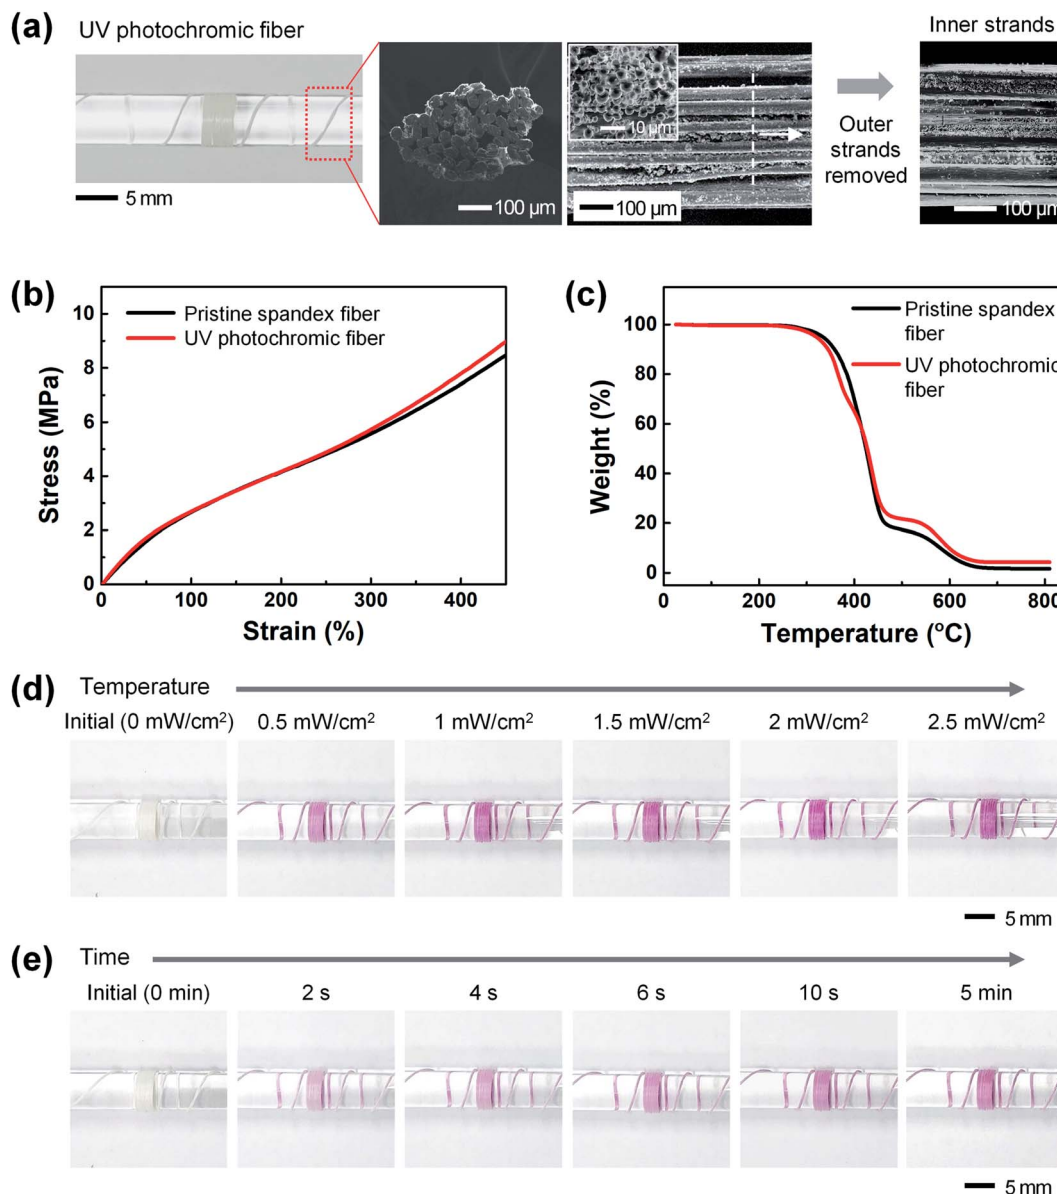 (a)
UV photochromic fiber
Inner strands
5 mm
100 µm
10 µm
100 µm
Outer
strands
removed
100 µm
(b)
10
8
6
4
2
0
Stress (MPa)
Pristine spandex fiber
UV photochromic fiber
0 100 200 300 400
Strain (%)
(c)
100
80
60
40
20
0
Weight (%)
Pristine spandex
fiber
UV photochromic
fiber
0 200 400 600 800
Temperature (°C)
(d)
Temperature
Initial (0 mW/cm²) 0.5 mW/cm² 1 mW/cm² 1.5 mW/cm² 2 mW/cm² 2.5 mW/cm²
5 mm
(e)
Time
Initial (0 min) 2 s 4 s 6 s 10 s 5 min
5 mm